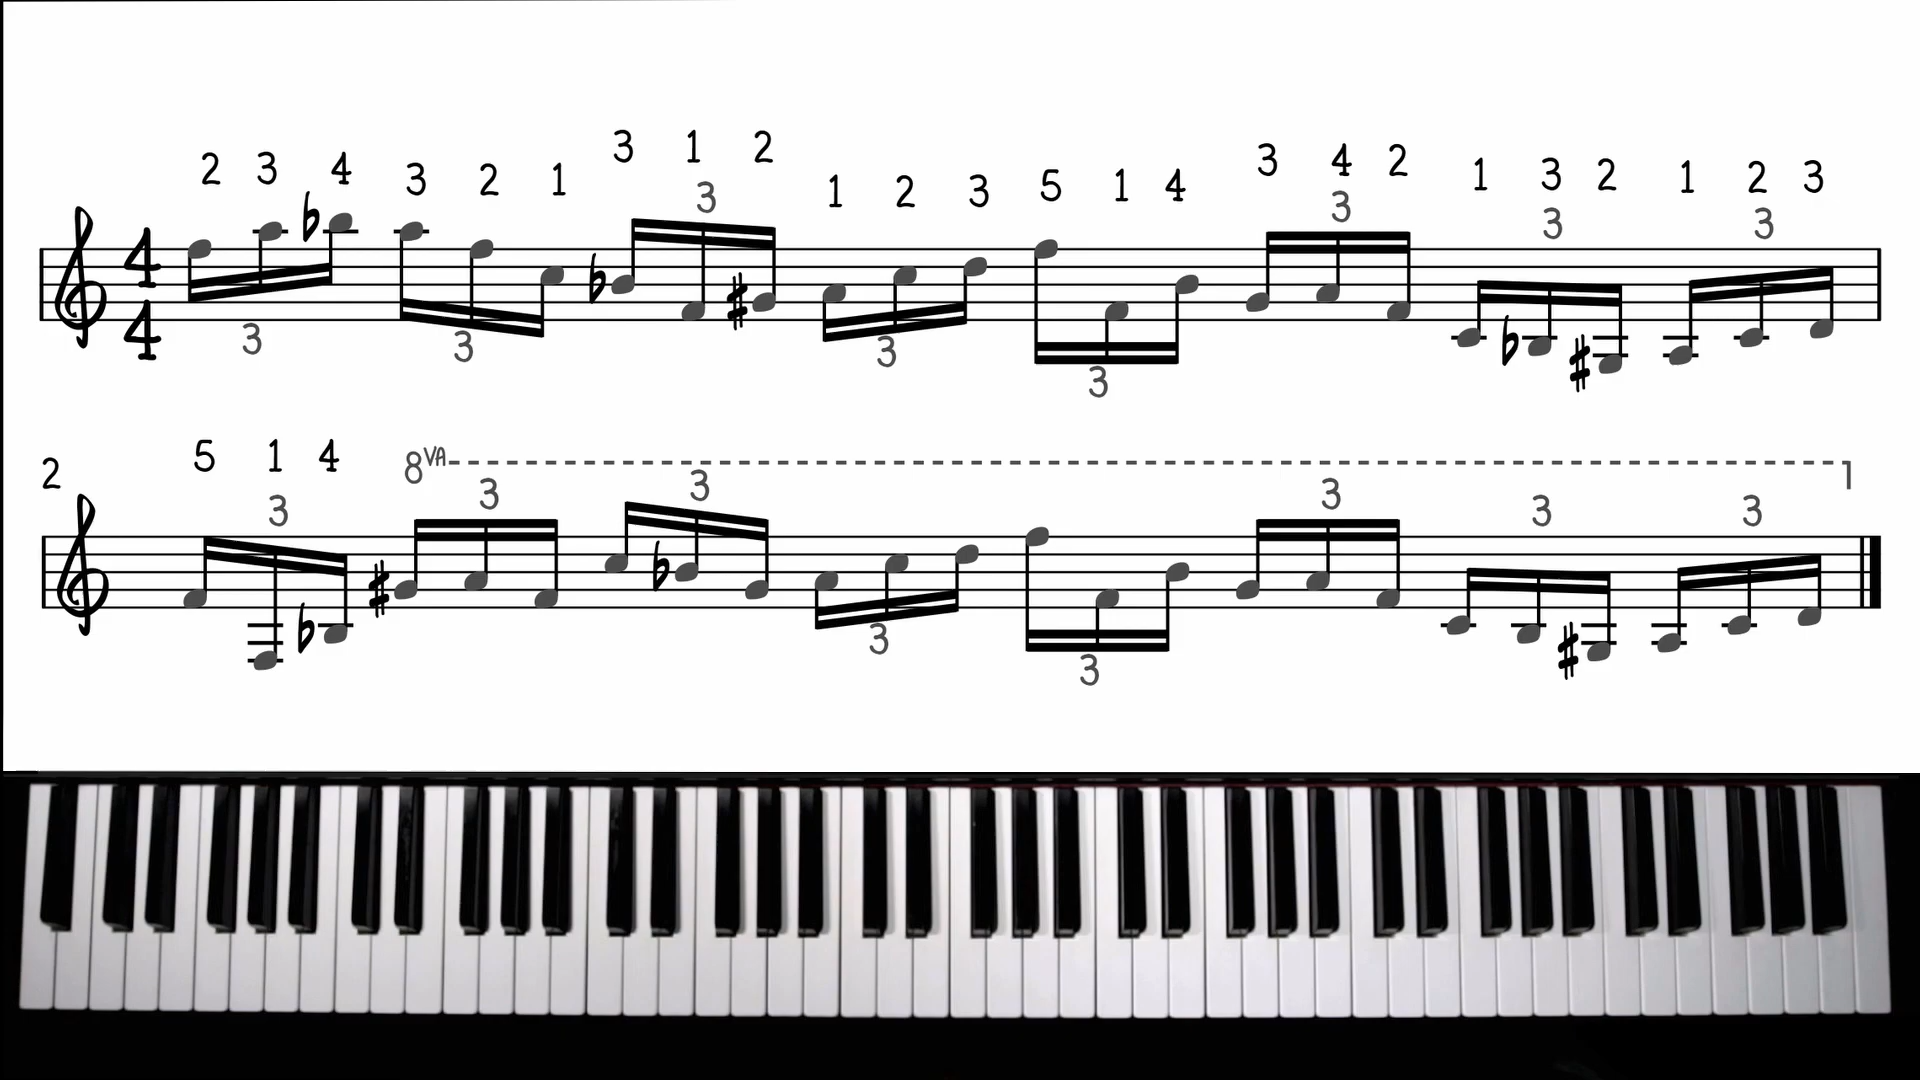 3 1 2
2 3 4 3 2 1 1 2 3 5 1 4 3 4 2 1 3 2 1 2 3
3 3 3 3
4
4
3 3 3 3
5 1 4
2 8VA
3 3 3 3 3 3
3 3